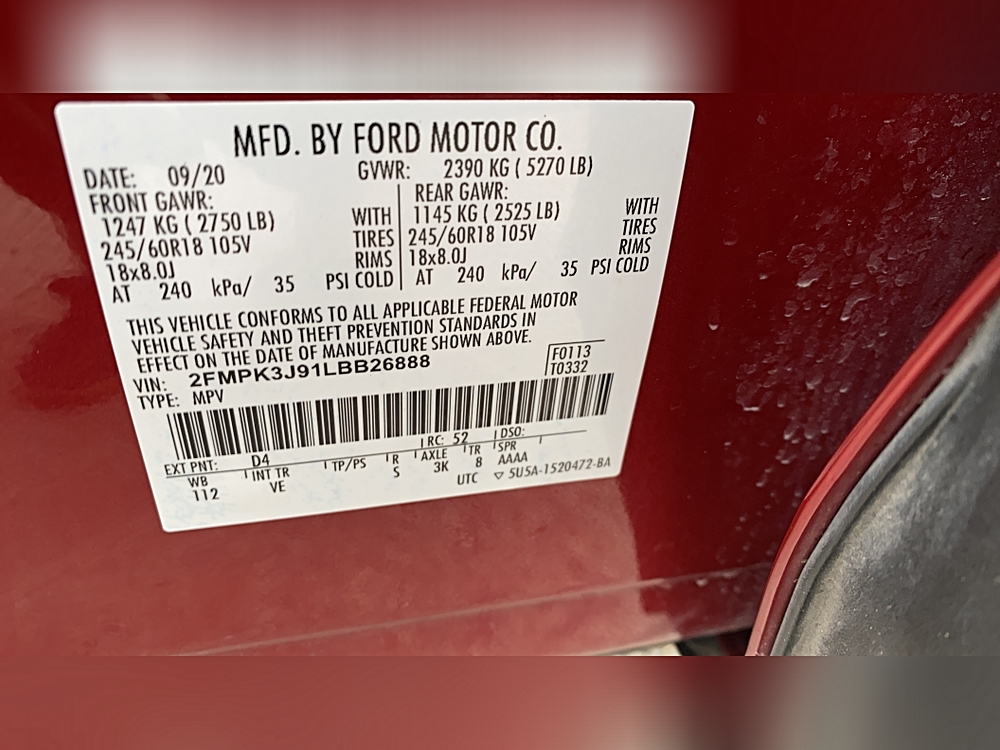 MFD. BY FORD MOTOR CO.
DATE: 09/20 GVWR: 2390 KG ( 5270 LB)
FRONT GAWR: REAR GAWR:
1247 KG ( 2750 LB) WITH 1145 KG ( 2525 LB) WITH
245/60R18 105V TIRES 245/60R18 105V TIRES
18x8.0J RIMS 18x8.0J RIMS
AT 240 kPa/ 35 PSI COLD AT 240 kPa/ 35 PSI COLD
THIS VEHICLE CONFORMS TO ALL APPLICABLE FEDERAL MOTOR
VEHICLE SAFETY AND THEFT PREVENTION STANDARDS IN
EFFECT ON THE DATE OF MANUFACTURE SHOWN ABOVE.
VIN: 2FMPK3J91LBB26888 F0113
TYPE: MPV T0332
EXT PNT: D4 RC: 52 DSO:
WB INT TR TP/PS R AXLE TR SPR
112 VE S 3K 8 AAAA
UTC ▽ 5U5A-1520472-BA